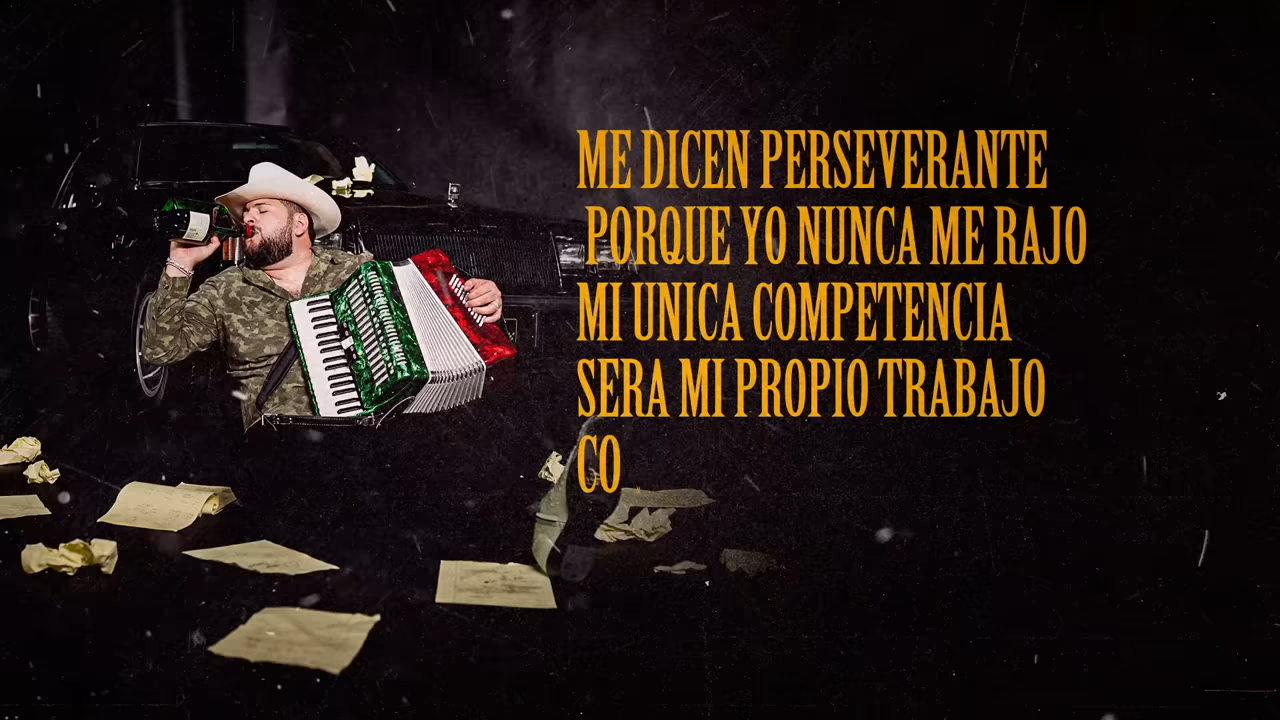 ME DICEN PERSEVERANTE
PORQUE YO NUNCA ME RAJO
MI UNICA COMPETENCIA
SERA MI PROPIO TRABAJO
CO